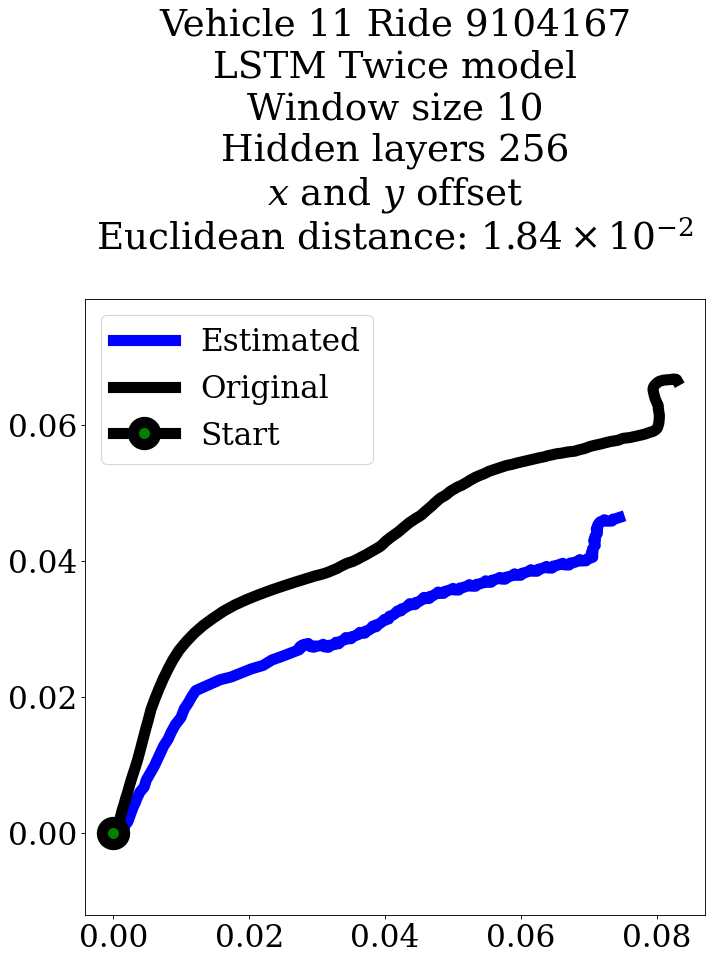 Vehicle 11 Ride 9104167
LSTM Twice model
Window size 10
Hidden layers 256
x and y offset
Euclidean distance: 1.84 × 10⁻²
Estimated
Original
Start
0.06
0.04
0.02
0.00
0.00 0.02 0.04 0.06 0.08